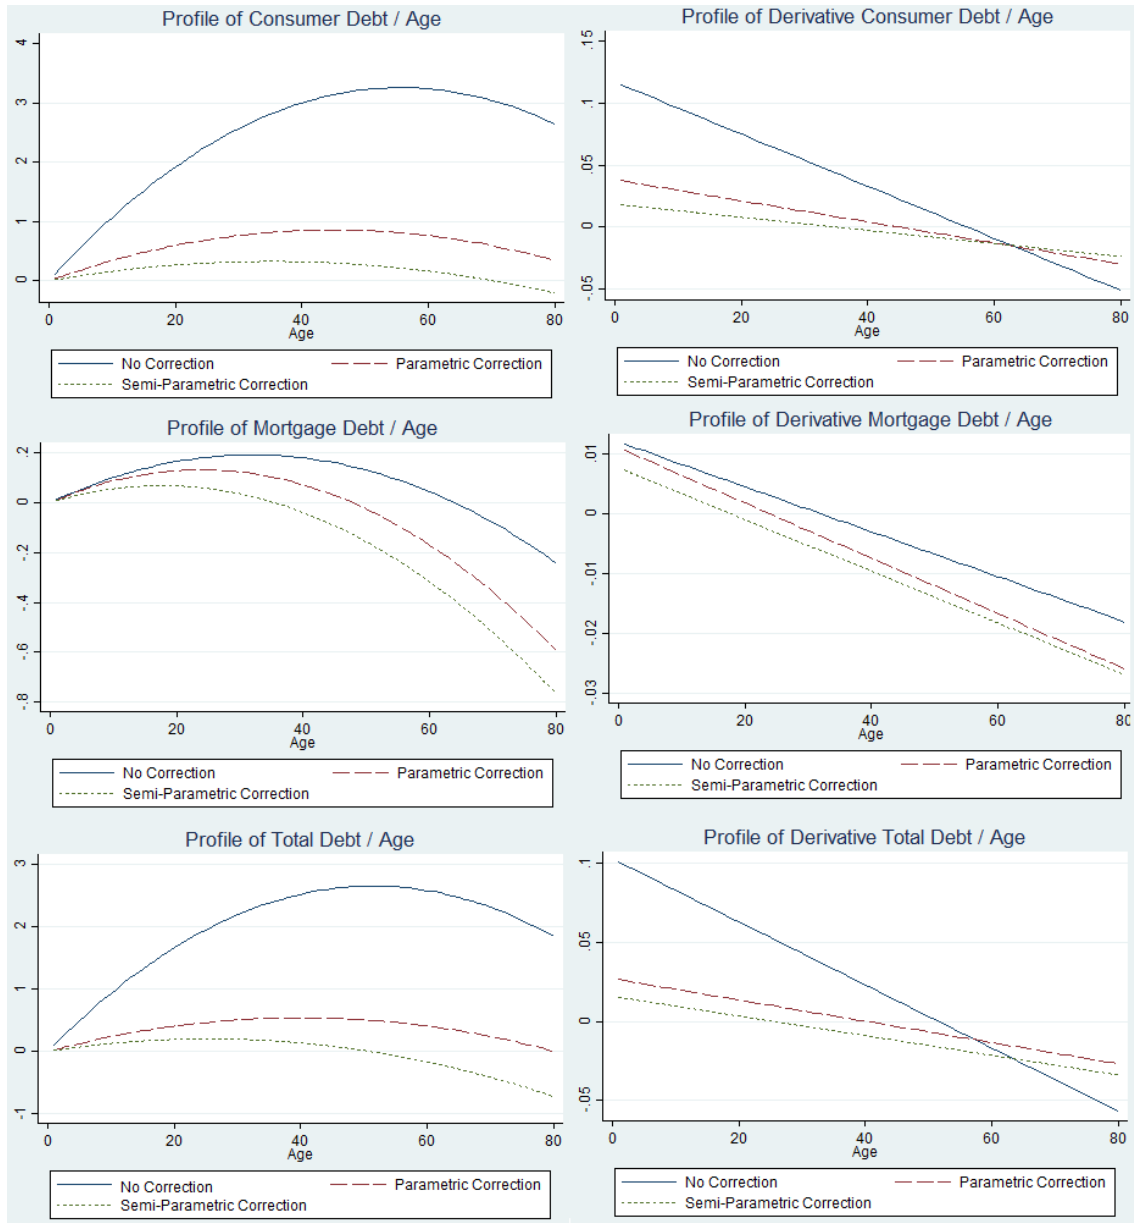 Profile of Consumer Debt / Age
4
3
2
1
0
0 20 40 60 80
Age
No Correction Parametric Correction
Semi-Parametric Correction
Profile of Derivative Consumer Debt / Age
.15
.1
.05
0
-.05
0 20 40 60 80
Age
No Correction Parametric Correction
Semi-Parametric Correction
Profile of Mortgage Debt / Age
.2
0
-.2
-.4
-.6
-.8
0 20 40 60 80
Age
No Correction Parametric Correction
Semi-Parametric Correction
Profile of Derivative Mortgage Debt / Age
.01
0
-.01
-.02
-.03
0 20 40 60 80
Age
No Correction Parametric Correction
Semi-Parametric Correction
Profile of Total Debt / Age
3
2
1
0
-1
0 20 40 60 80
Age
No Correction Parametric Correction
Semi-Parametric Correction
Profile of Derivative Total Debt / Age
.1
.05
0
-.05
0 20 40 60 80
Age
No Correction Parametric Correction
Semi-Parametric Correction